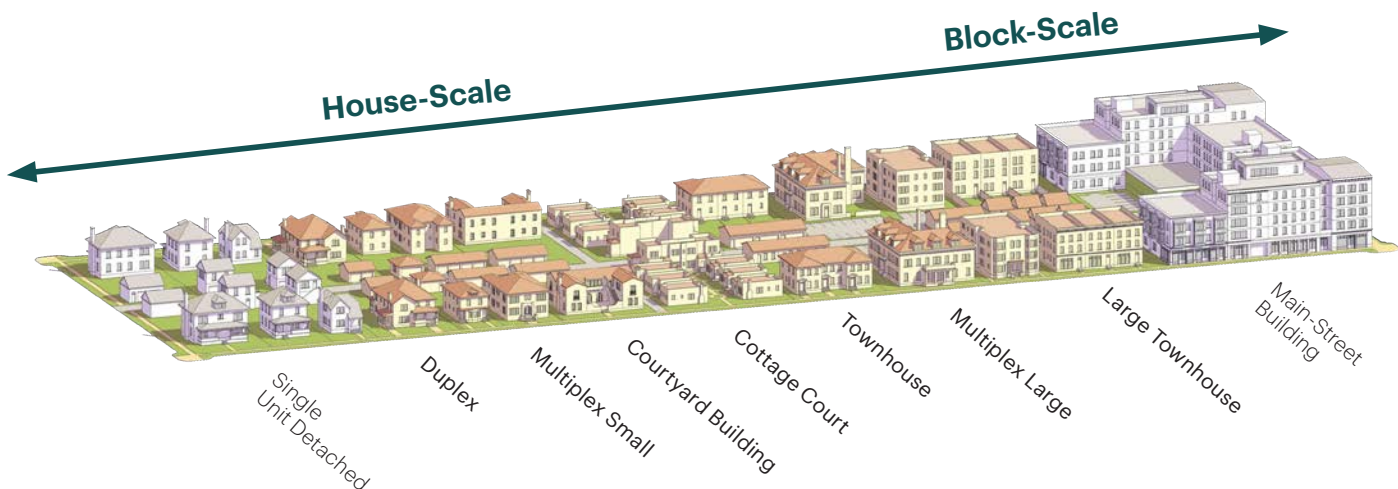 Block-Scale
House-Scale
Single
Unit Detached
Duplex
Multiplex Small
Courtyard Building
Cottage Court
Townhouse
Multiplex Large
Large Townhouse
Main-Street
Building